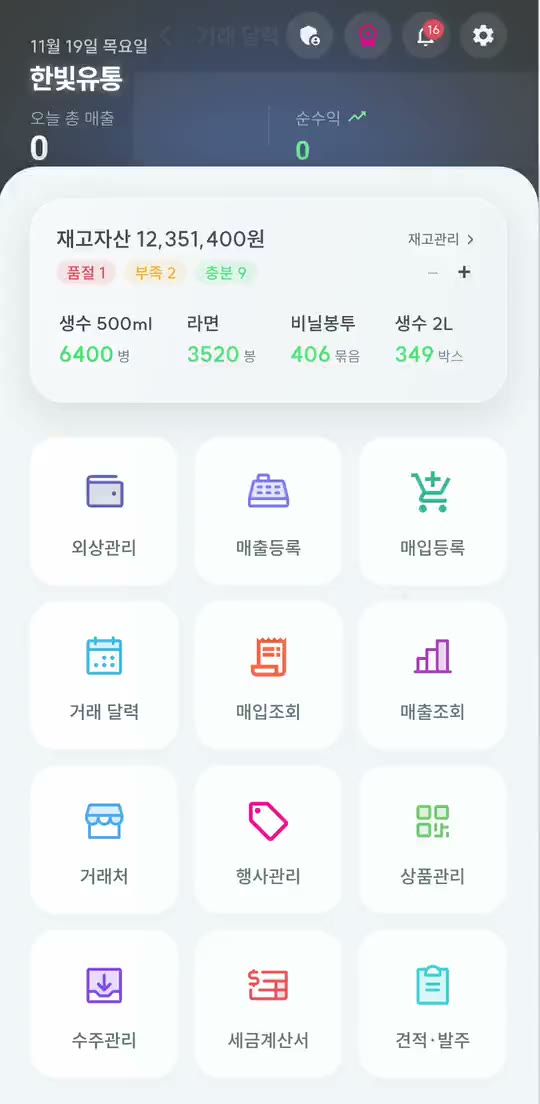 거래 달력
16
11월 19일 목요일
한빛유통
오늘 총 매출 순수익
0 0
재고자산 12,351,400원 재고관리
품절 1 부족 2 충분 9
생수 500ml 라면 비닐봉투 생수 2L
6400 병 3520 봉 406 묶음 349 박스
외상관리 매출등록 매입등록
거래 달력 매입조회 매출조회
거래처 행사관리 상품관리
수주관리 세금계산서 견적·발주